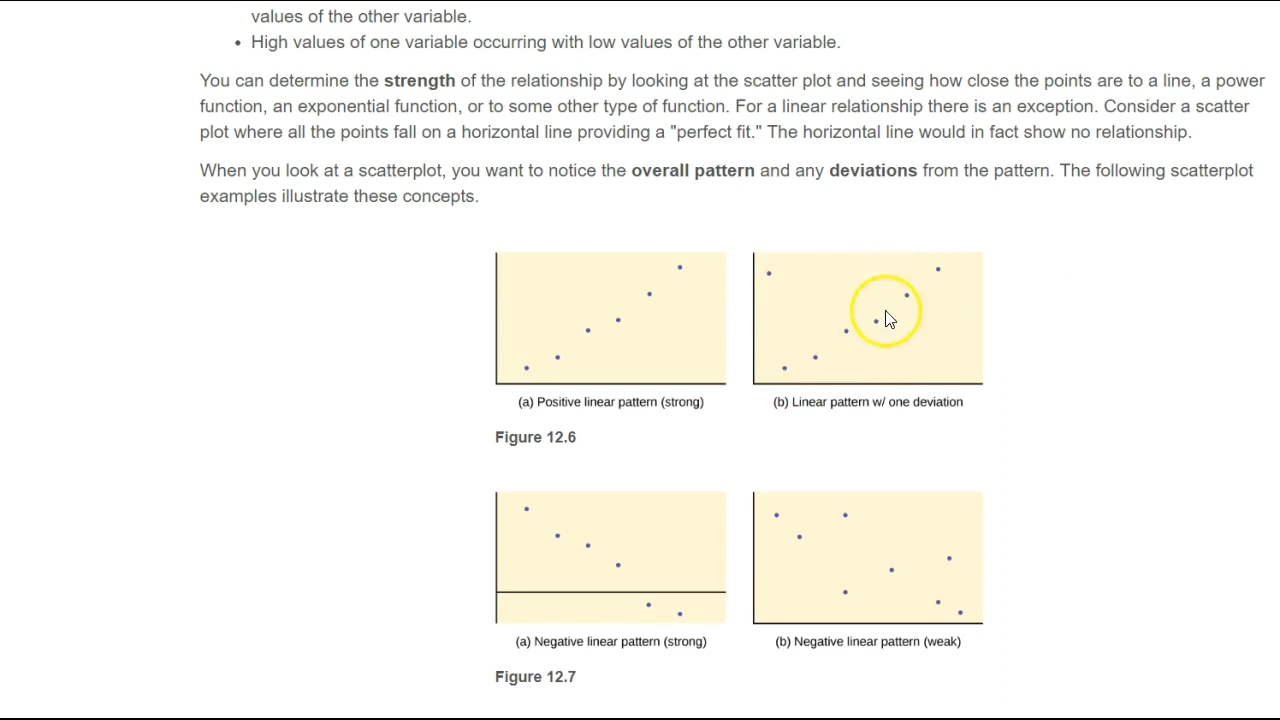 values of the other variable.
• High values of one variable occurring with low values of the other variable.
You can determine the strength of the relationship by looking at the scatter plot and seeing how close the points are to a line, a power
function, an exponential function, or to some other type of function. For a linear relationship there is an exception. Consider a scatter
plot where all the points fall on a horizontal line providing a "perfect fit." The horizontal line would in fact show no relationship.
When you look at a scatterplot, you want to notice the overall pattern and any deviations from the pattern. The following scatterplot
examples illustrate these concepts.
(a) Positive linear pattern (strong)
(b) Linear pattern w/ one deviation
Figure 12.6
(a) Negative linear pattern (strong)
(b) Negative linear pattern (weak)
Figure 12.7